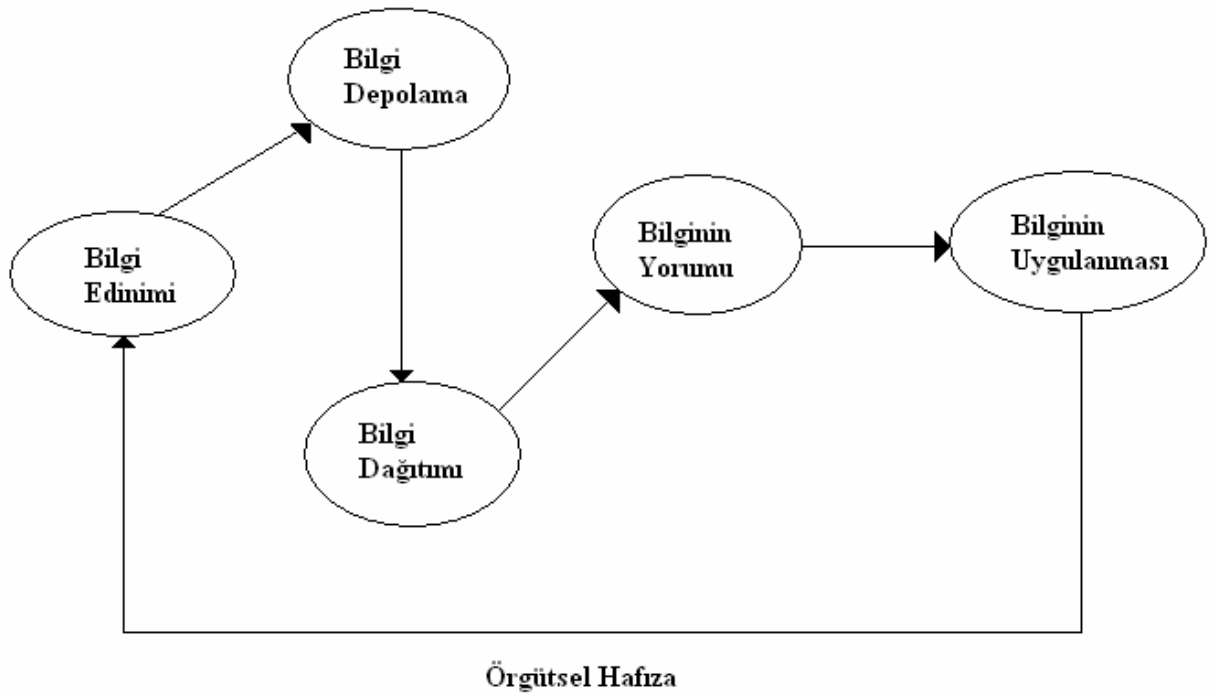 Bilgi
Depolama
Bilgi
Edinimi
Bilgi
Dağıtımı
Bilginin
Yorumu
Bilginin
Uygulanması
Örgütsel Hafıza